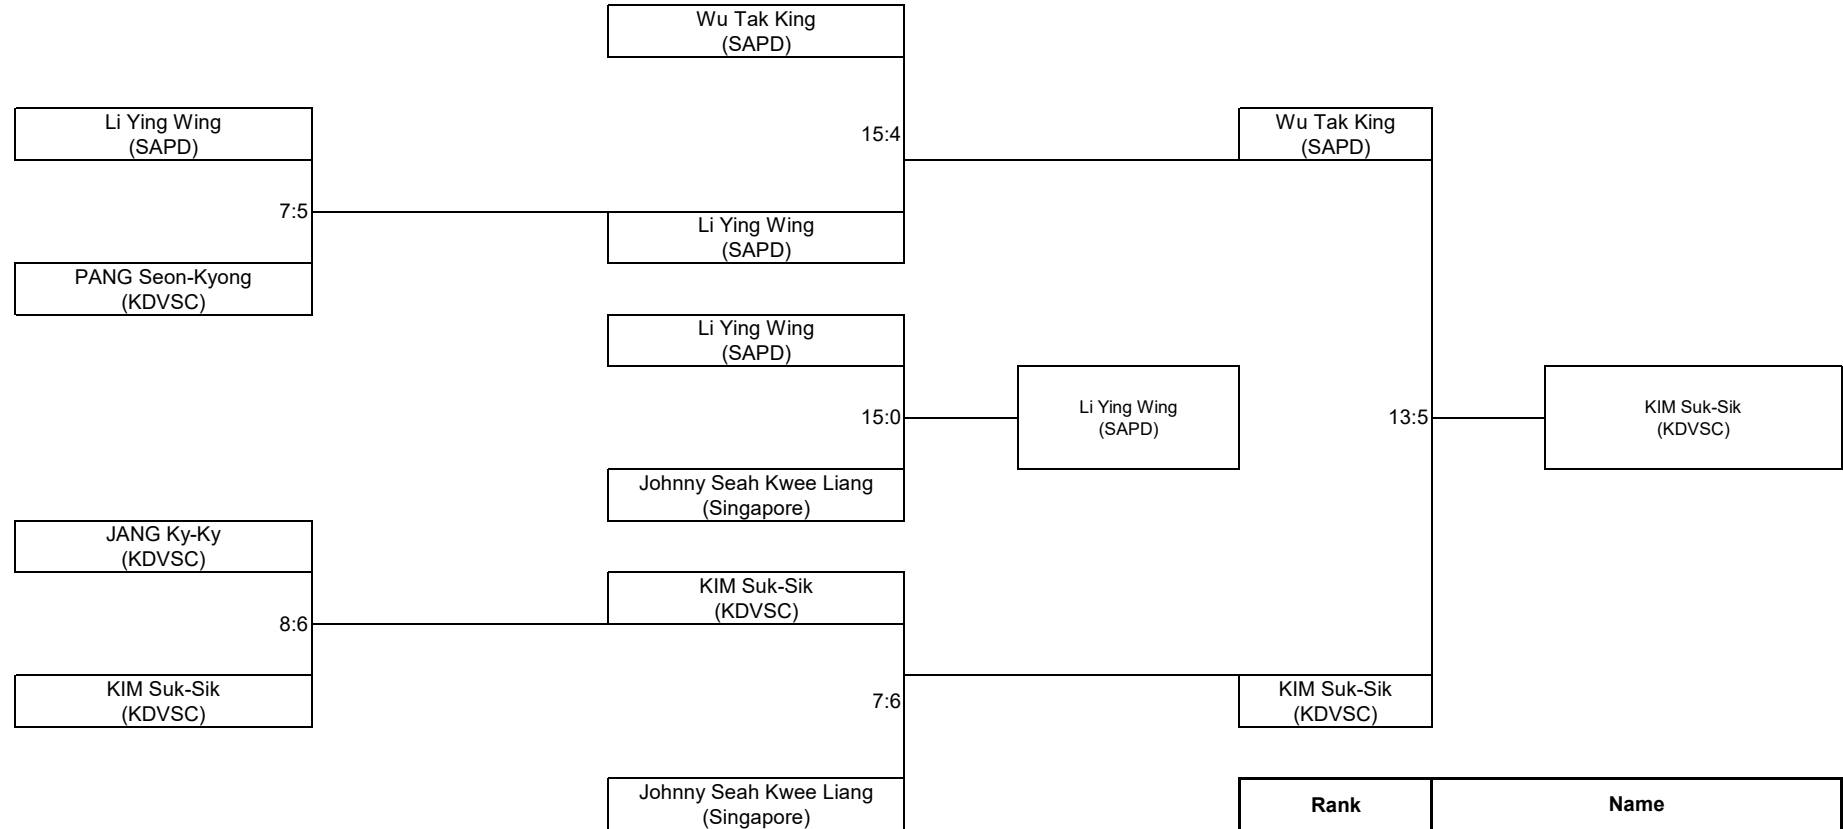 Wu Tak King
(SAPD)
Li Ying Wing
(SAPD)
15:4
Wu Tak King
(SAPD)
7:5
Li Ying Wing
(SAPD)
PANG Seon-Kyong
(KDVSC)
Li Ying Wing
(SAPD)
15:0
Li Ying Wing
(SAPD)
13:5
KIM Suk-Sik
(KDVSC)
Johnny Seah Kwee Liang
(Singapore)
JANG Ky-Ky
(KDVSC)
KIM Suk-Sik
(KDVSC)
8:6
KIM Suk-Sik
(KDVSC)
7:6
KIM Suk-Sik
(KDVSC)
Johnny Seah Kwee Liang
(Singapore)
Rank
Name